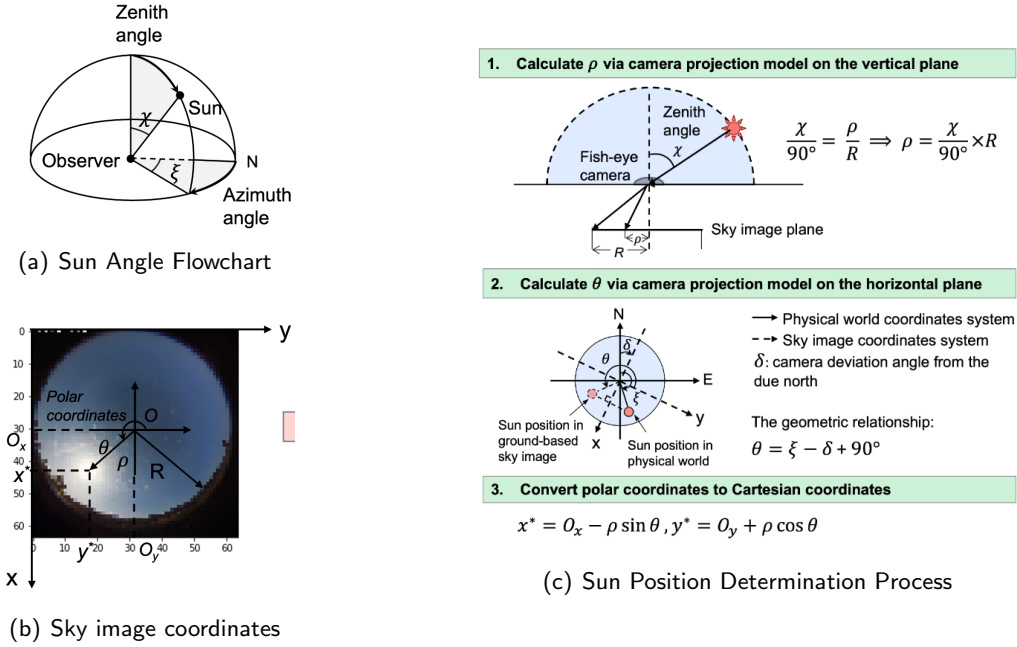 Zenith
angle
Sun
χ
Observer
N
ξ
Azimuth
angle
(a) Sun Angle Flowchart
y
0
10
20
30
40
50
60
Polar
coordinates
O
O_x
θ
ρ
R
x*
0 10 20 30 40 50 60
y*
O_y
x
(b) Sky image coordinates
1. Calculate ρ via camera projection model on the vertical plane
Zenith
angle
χ
Fish-eye
camera
χ/90° = ρ/R ⟹ ρ = χ/90° × R
Sky image plane
ρ
R
2. Calculate θ via camera projection model on the horizontal plane
N
δ
θ
E
ξ
y
x
Sun position in
ground-based
sky image
Sun position in
physical world
Physical world coordinates system
Sky image coordinates system
δ: camera deviation angle from the
due north
The geometric relationship:
θ = ξ − δ + 90°
3. Convert polar coordinates to Cartesian coordinates
x* = O_x − ρ sin θ , y* = O_y + ρ cos θ
(c) Sun Position Determination Process